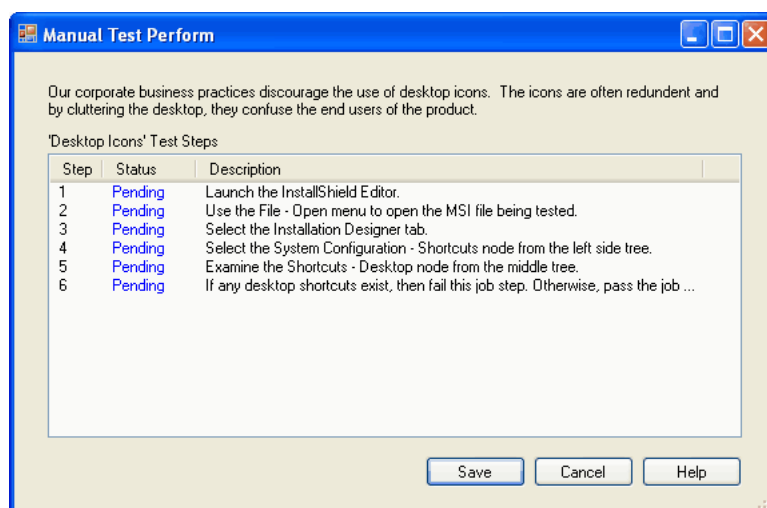 Manual Test Perform
Our corporate business practices discourage the use of desktop icons. The icons are often redundent and
by cluttering the desktop, they confuse the end users of the product.
'Desktop Icons' Test Steps
Step Status Description
1 Pending Launch the InstallShield Editor.
2 Pending Use the File - Open menu to open the MSI file being tested.
3 Pending Select the Installation Designer tab.
4 Pending Select the System Configuration - Shortcuts node from the left side tree.
5 Pending Examine the Shortcuts - Desktop node from the middle tree.
6 Pending If any desktop shortcuts exist, then fail this job step. Otherwise, pass the job ...
Save Cancel Help